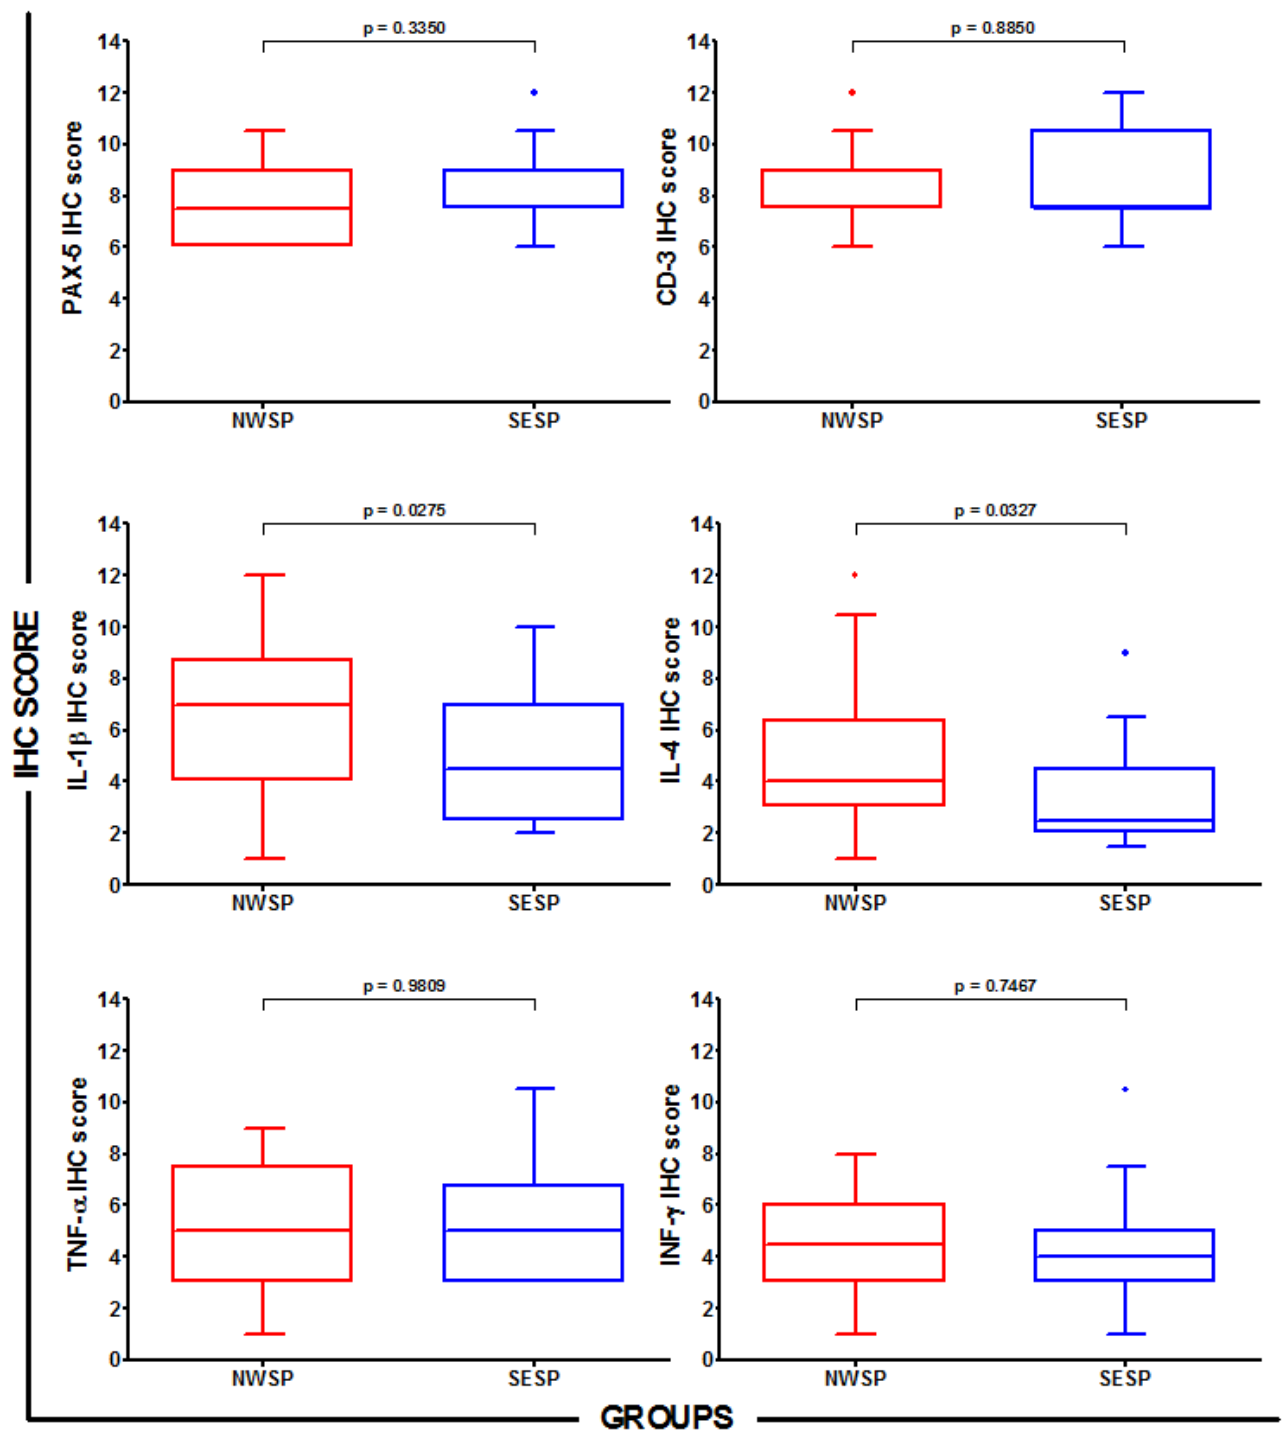 p = 0.3350
14
12
10
8
6
4
2
0
PAX-5 IHC score
NWSP
SESP
p = 0.8850
14
12
10
8
6
4
2
0
CD-3 IHC score
NWSP
SESP
IHC SCORE
p = 0.0275
14
12
10
8
6
4
2
0
IL-1β IHC score
NWSP
SESP
p = 0.0327
14
12
10
8
6
4
2
0
IL-4 IHC score
NWSP
SESP
p = 0.9809
14
12
10
8
6
4
2
0
TNF-α IHC score
NWSP
SESP
p = 0.7467
14
12
10
8
6
4
2
0
INF-γ IHC score
NWSP
SESP
GROUPS